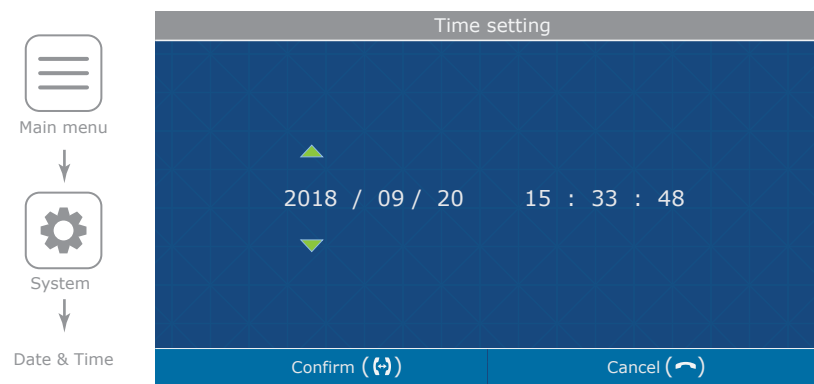 Time setting
Main menu
2018 / 09 / 20 15 : 33 : 48
System
Date & Time
Confirm ( )
Cancel ( )